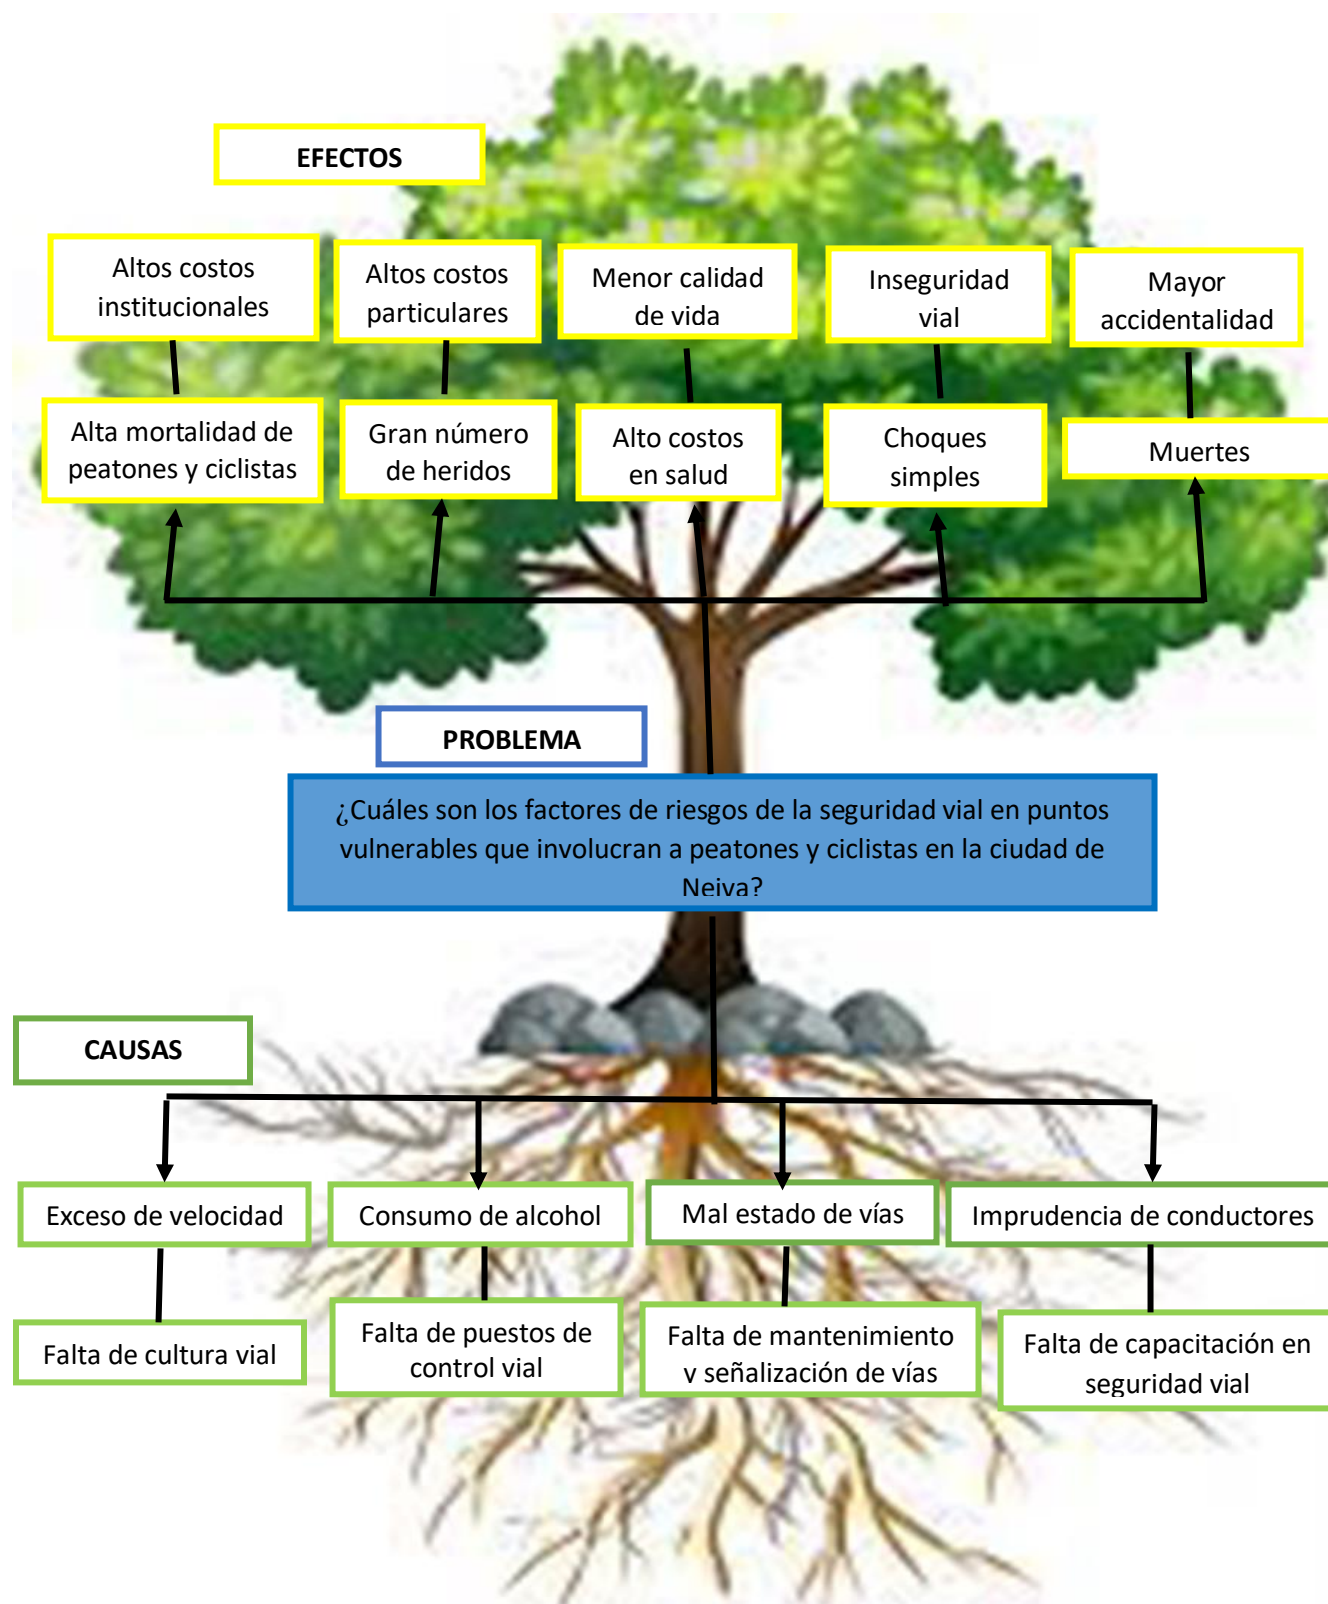 EFECTOS
Altos costos
institucionales
Altos costos
particulares
Menor calidad
de vida
Inseguridad
vial
Mayor
accidentalidad
Alta mortalidad de
peatones y ciclistas
Gran número
de heridos
Alto costos
en salud
Choques
simples
Muertes
PROBLEMA
¿Cuáles son los factores de riesgos de la seguridad vial en puntos
vulnerables que involucran a peatones y ciclistas en la ciudad de
Neiva?
CAUSAS
Exceso de velocidad
Consumo de alcohol
Mal estado de vías
Imprudencia de conductores
Falta de cultura vial
Falta de puestos de
control vial
Falta de mantenimiento
y señalización de vías
Falta de capacitación en
seguridad vial